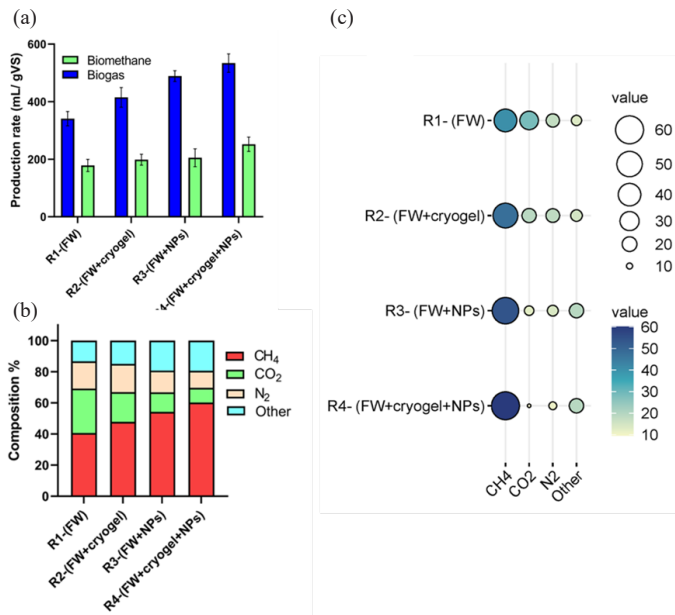 (a)
600
400
200
0
Production rate (mL/ gVS)
Biomethane
Biogas
R1-(FW)
R2-(FW+cryogel)
R3-(FW+NPs)
4-(FW+cryogel+NPs)
(b)
100
80
60
40
20
0
Composition %
CH4
CO2
N2
Other
R1-(FW)
R2-(FW+cryogel)
R3-(FW+NPs)
R4-(FW+cryogel+NPs)
(c)
R1- (FW)
R2- (FW+cryogel)
R3- (FW+NPs)
R4- (FW+cryogel+NPs)
CH4
CO2
N2
Other
value
60
50
40
30
20
10
value
60
50
40
30
20
10